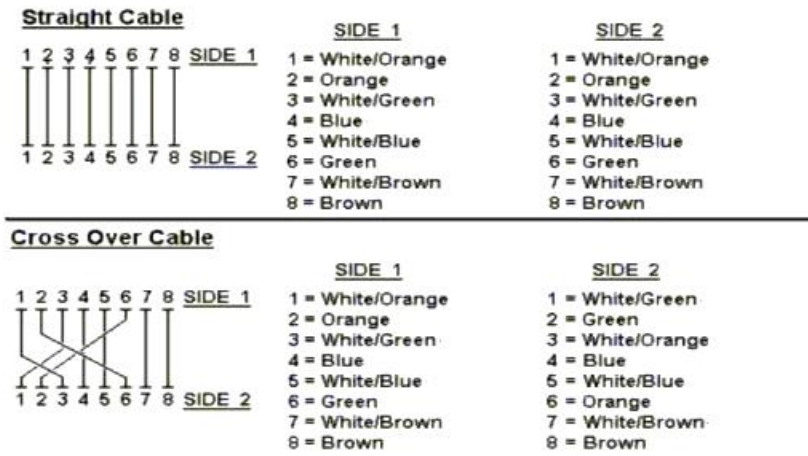 Straight Cable
1 2 3 4 5 6 7 8 SIDE 1
1 2 3 4 5 6 7 8 SIDE 2
SIDE 1
1 = White/Orange
2 = Orange
3 = White/Green
4 = Blue
5 = White/Blue
6 = Green
7 = White/Brown
8 = Brown
SIDE 2
1 = White/Orange
2 = Orange
3 = White/Green
4 = Blue
5 = White/Blue
6 = Green
7 = White/Brown
8 = Brown
Cross Over Cable
1 2 3 4 5 6 7 8 SIDE 1
1 2 3 4 5 6 7 8 SIDE 2
SIDE 1
1 = White/Orange
2 = Orange
3 = White/Green
4 = Blue
5 = White/Blue
6 = Green
7 = White/Brown
8 = Brown
SIDE 2
1 = White/Green
2 = Green
3 = White/Orange
4 = Blue
5 = White/Blue
6 = Orange
7 = White/Brown
8 = Brown